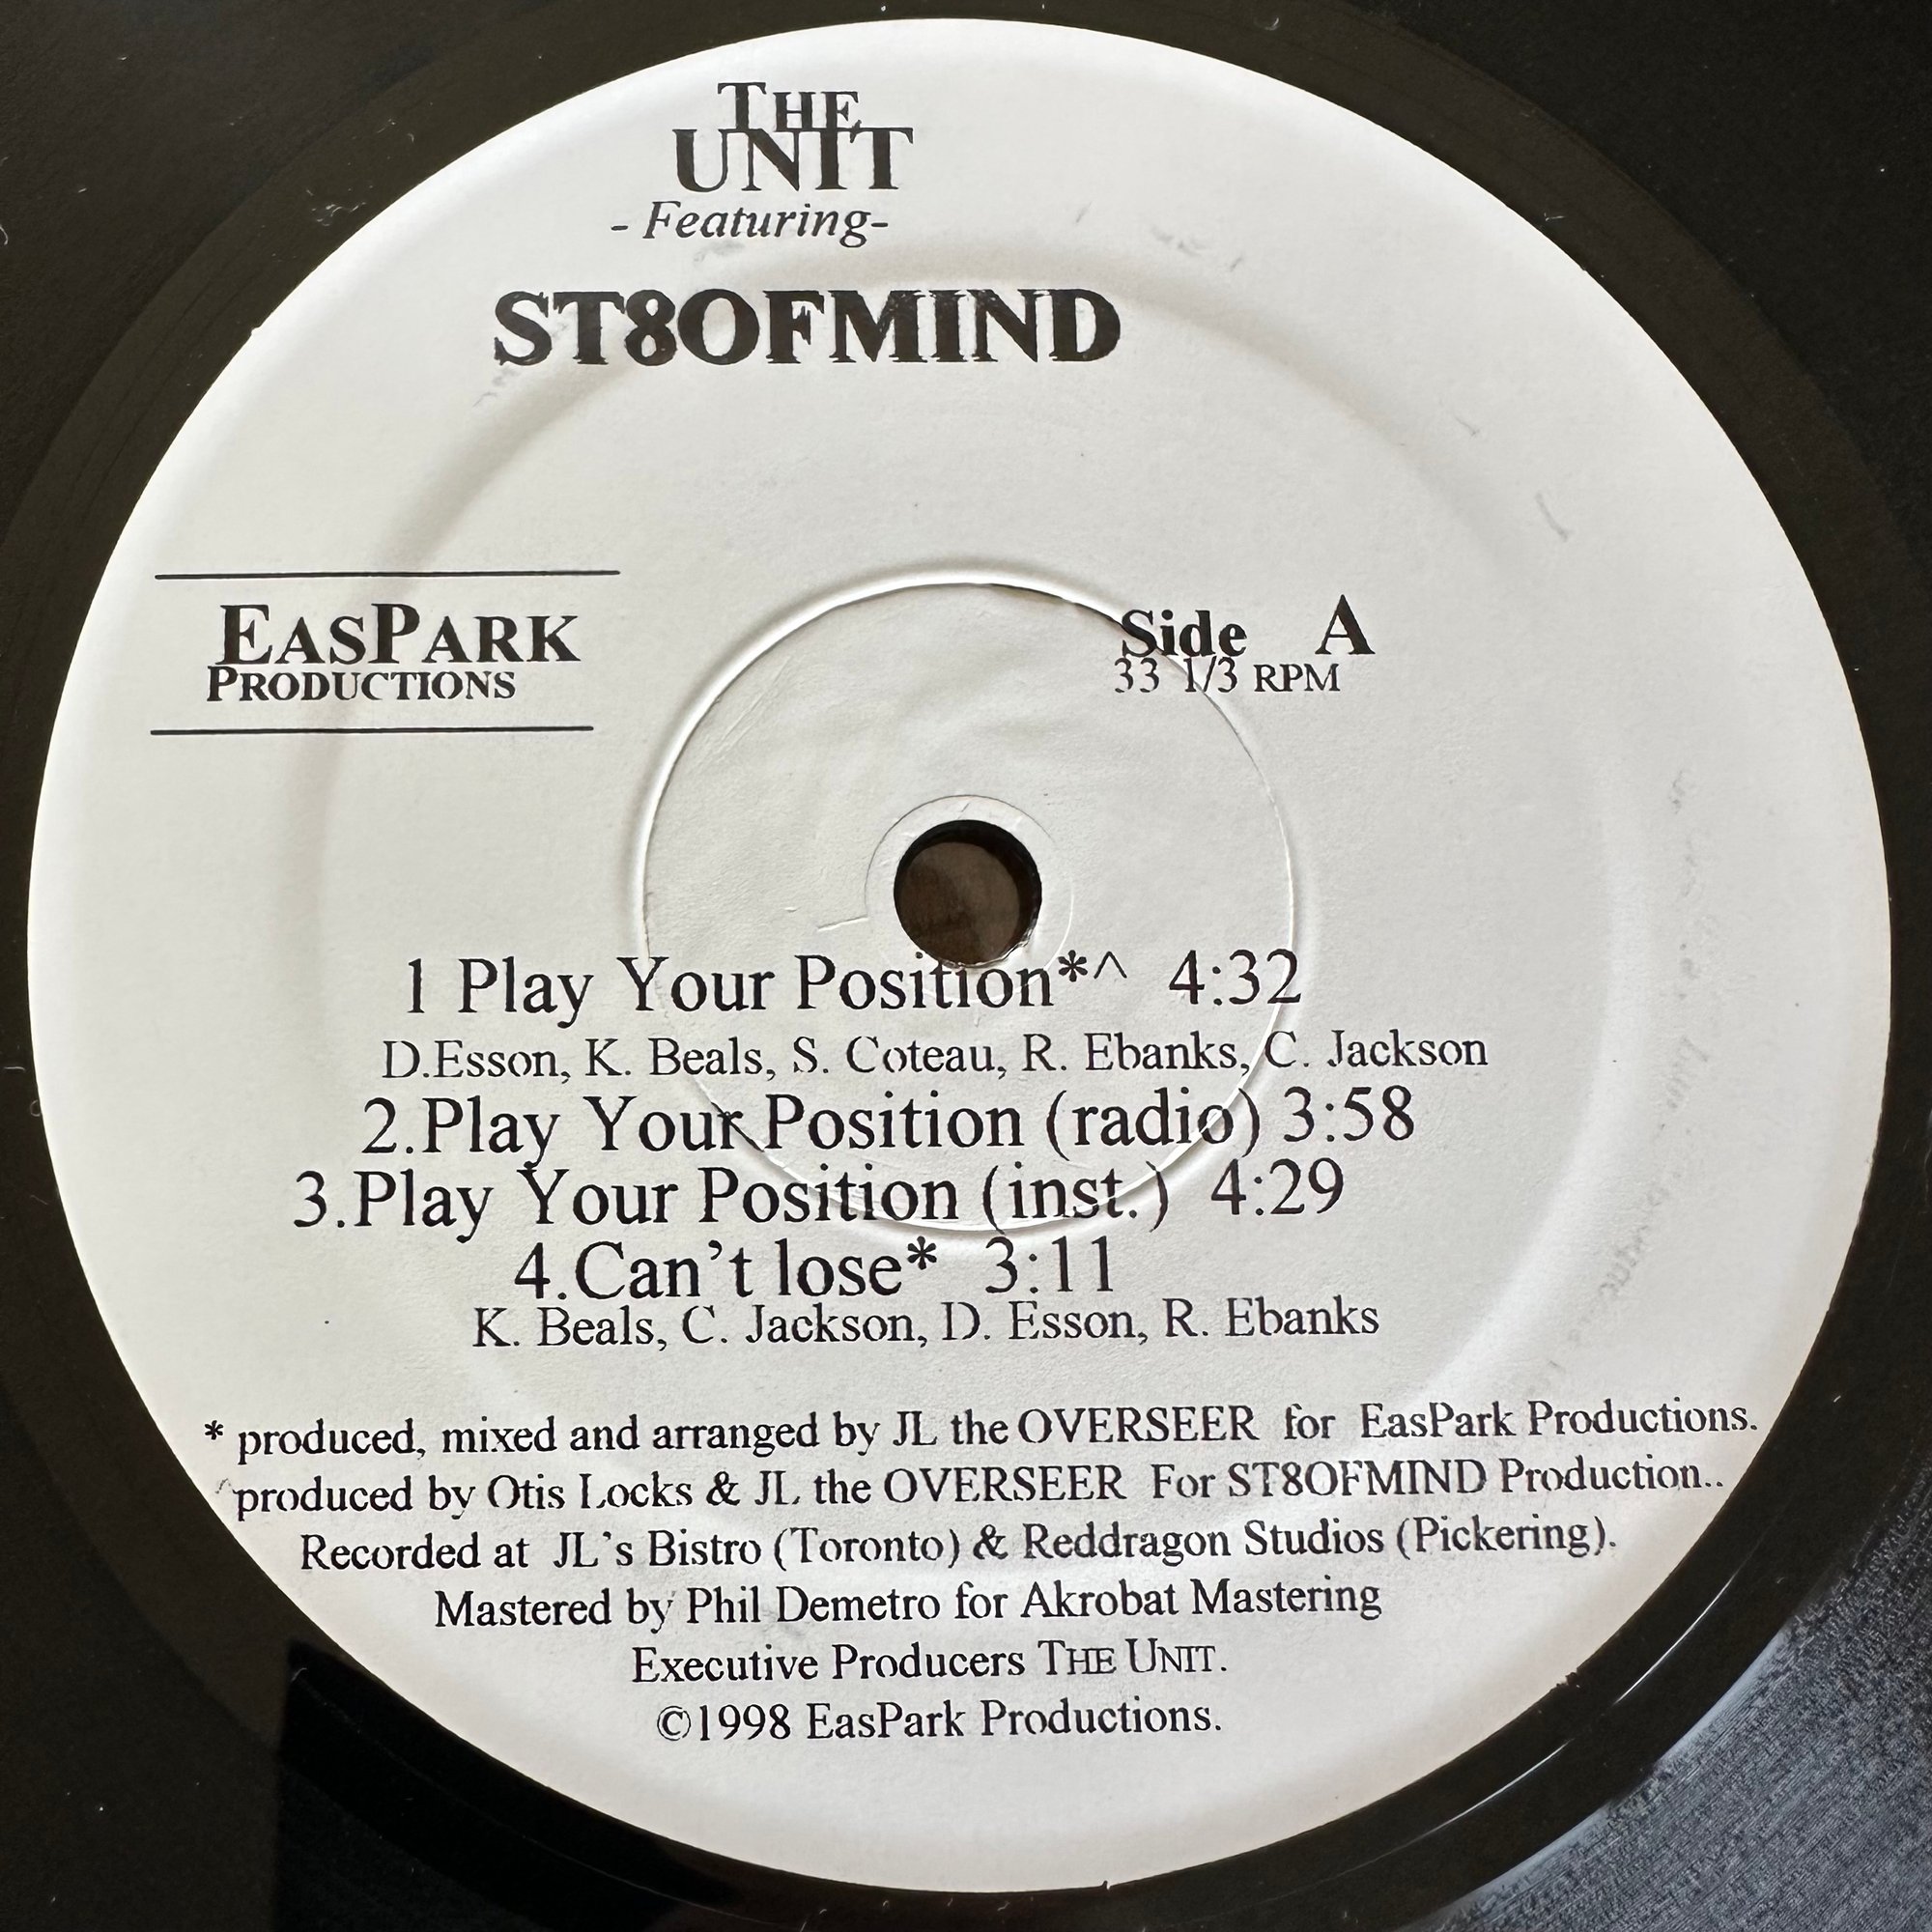 THE
UNIT
- Featuring-
ST8OFMIND
EASPARK
PRODUCTIONS
Side A
33 1/3 RPM
1 Play Your Position*^ 4:32
D.Esson, K. Beals, S. Coteau, R. Ebanks, C. Jackson
2.Play Your Position (radio) 3:58
3.Play Your Position (inst.) 4:29
4.Can't lose* 3:11
K. Beals, C. Jackson, D. Esson, R. Ebanks
* produced, mixed and arranged by JL the OVERSEER for EasPark Productions.
^produced by Otis Locks & JL the OVERSEER For ST8OFMIND Production..
Recorded at JL's Bistro (Toronto) & Reddragon Studios (Pickering).
Mastered by Phil Demetro for Akrobat Mastering
Executive Producers THE UNIT.
©1998 EasPark Productions.